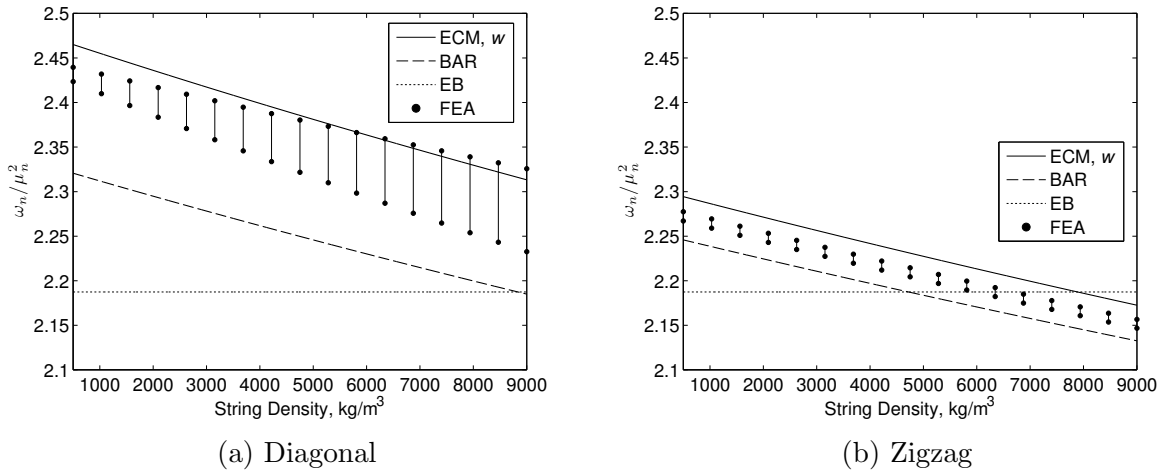 2.5
2.45
2.4
2.35
2.3
2.25
2.2
2.15
2.1
ω_n/μ_n^2
ECM, w
BAR
EB
FEA
1000 2000 3000 4000 5000 6000 7000 8000 9000
String Density, kg/m³
(a) Diagonal
2.5
2.45
2.4
2.35
2.3
2.25
2.2
2.15
2.1
ω_n/μ_n^2
ECM, w
BAR
EB
FEA
1000 2000 3000 4000 5000 6000 7000 8000 9000
String Density, kg/m³
(b) Zigzag